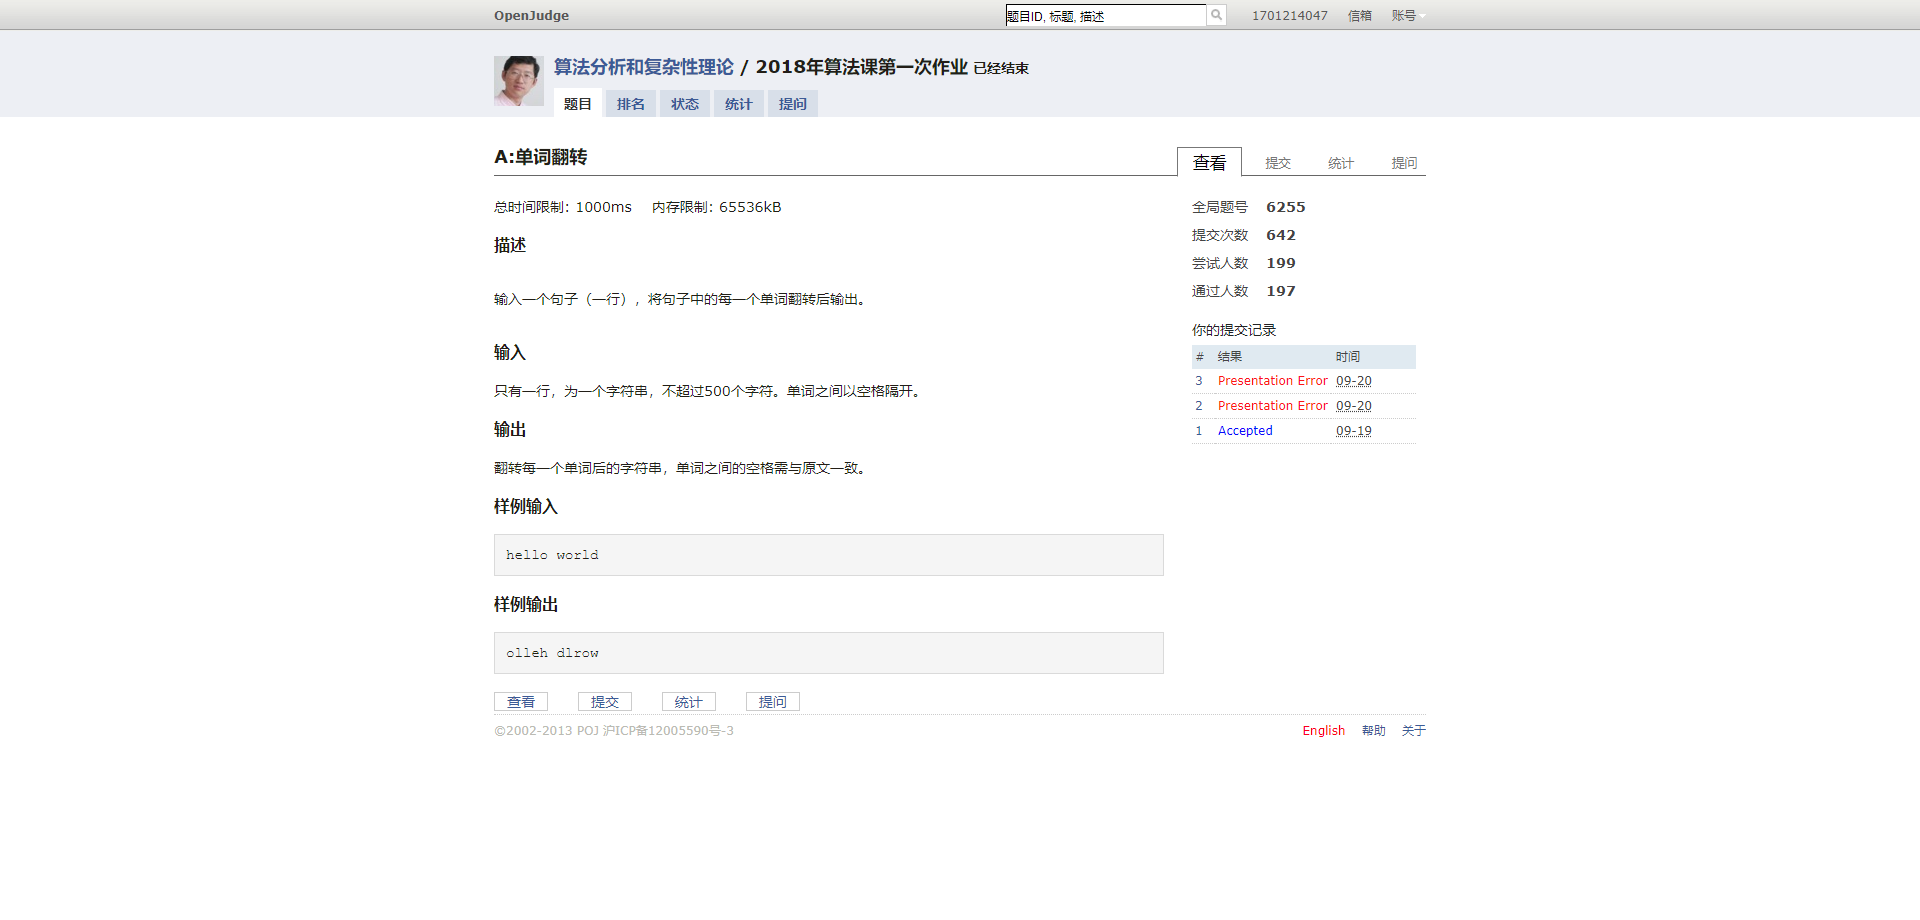 OpenJudge
题目ID, 标题, 描述
1701214047 信箱 账号
算法分析和复杂性理论 / 2018年算法课第一次作业 已经结束
题目 排名 状态 统计 提问
A:单词翻转
查看 提交 统计 提问
总时间限制: 1000ms 内存限制: 65536kB
描述
输入一个句子（一行），将句子中的每一个单词翻转后输出。
输入
只有一行，为一个字符串，不超过500个字符。单词之间以空格隔开。
输出
翻转每一个单词后的字符串，单词之间的空格需与原文一致。
样例输入
hello world
样例输出
olleh dlrow
查看 提交 统计 提问
全局题号 6255
提交次数 642
尝试人数 199
通过人数 197
你的提交记录
# 结果 时间
3 Presentation Error 09-20
2 Presentation Error 09-20
1 Accepted 09-19
©2002-2013 POJ 沪ICP备12005590号-3
English 帮助 关于